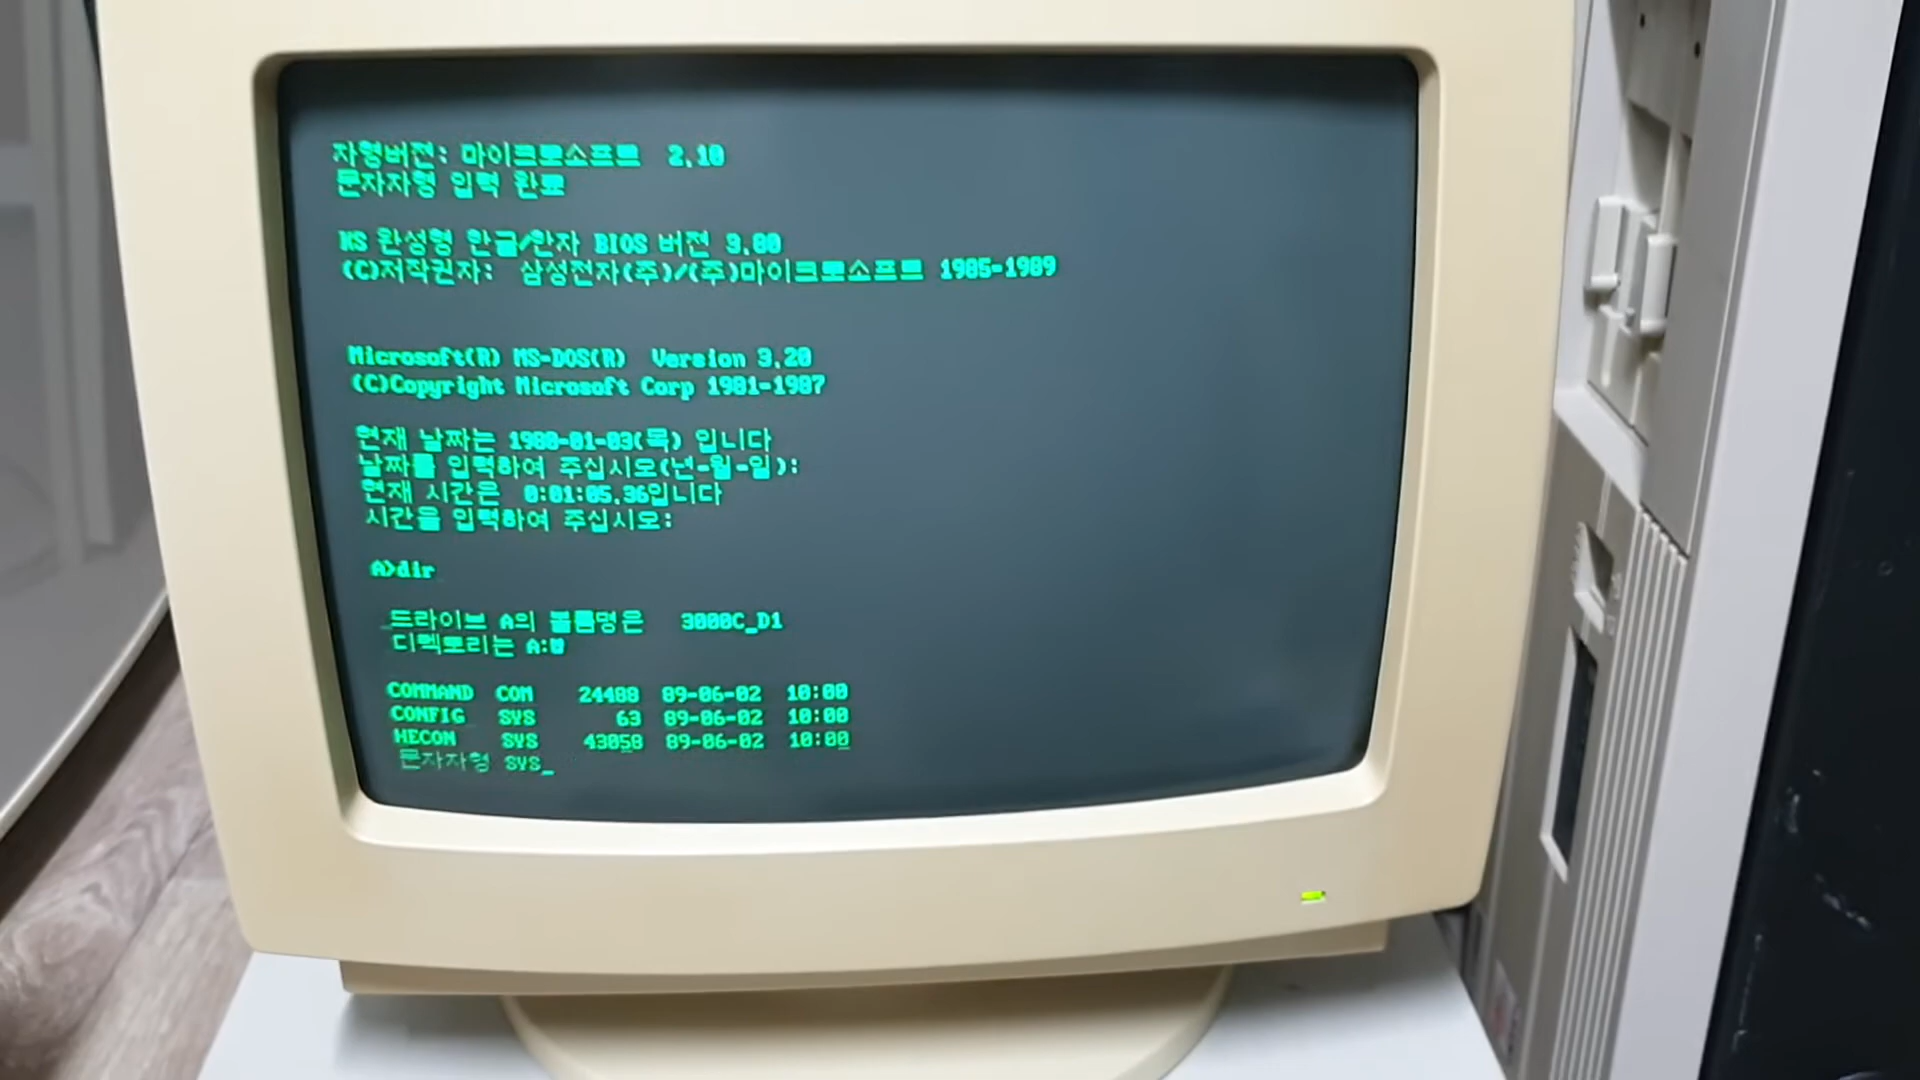 자형버전: 마이크로소프트 2.10
문자자형 입력 완료
MS 완성형 한글/한자 BIOS 버전 3.00
(C)저작권자: 삼성전자(주)/(주)마이크로소프트 1985-1989
Microsoft(R) MS-DOS(R) Version 3.20
(C)Copyright Microsoft Corp 1981-1987
현재 날짜는 1980-01-03(목) 입니다
날짜를 입력하여 주십시오(년-월-일):
현재 시간은 0:01:05.36입니다
시간을 입력하여 주십시오:
A>dir
드라이브 A의 볼륨명은 3000C_D1
디렉토리는 A:\
COMMAND COM 24488 89-06-02 10:00
CONFIG SYS 63 89-06-02 10:00
HECOM SYS 43050 89-06-02 10:00
문자자형 SYS_